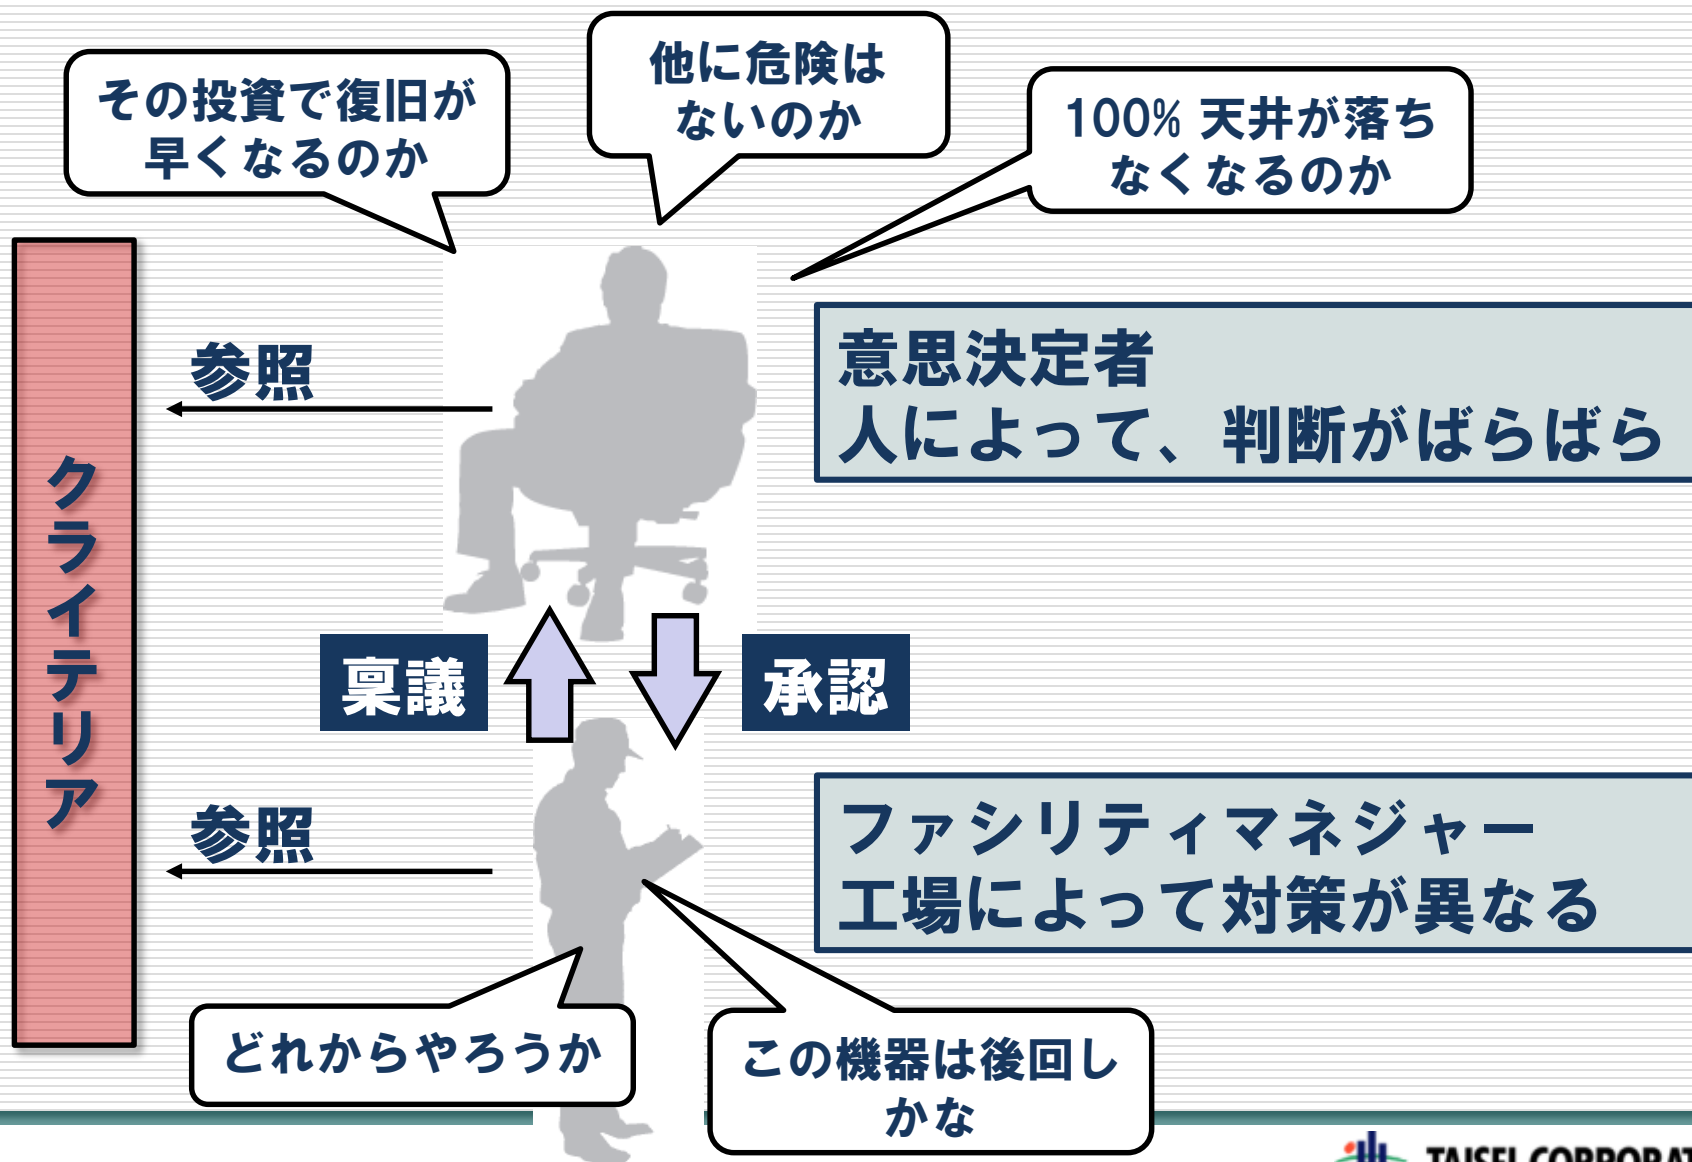 その投資で復旧が
早くなるのか
他に危険は
ないのか
100% 天井が落ち
なくなるのか
クライテリア
参照
意思決定者
人によって、判断がばらばら
稟議
承認
参照
ファシリティマネジャー
工場によって対策が異なる
どれからやろうか
この機器は後回し
かな
TAISEI CORPORAT